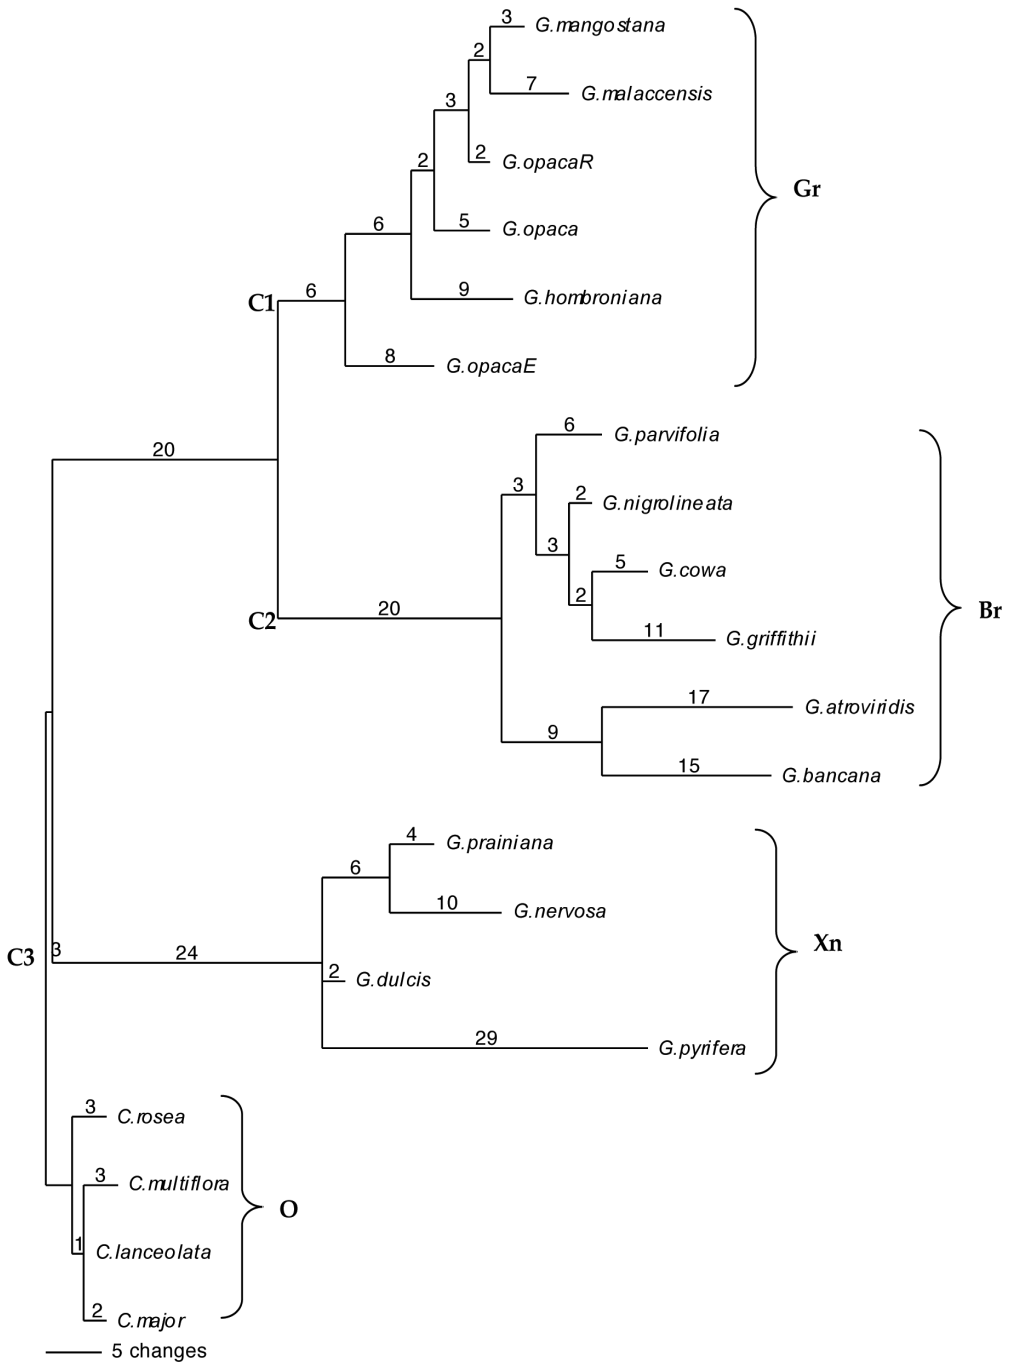 3
G.mangostana
2
7
G.malaccensis
3
2
G.opacaR
Gr
2
5
G.opaca
6
9
G.hombroniana
C1
6
8
G.opacaE
6
G.parvifolia
20
3
2
G.nigrolineata
3
5
G.cowa
2
C2
20
11
G.griffithii
Br
17
G.atroviridis
9
15
G.bancana
4
G.prainiana
6
10
G.nervosa
Xn
C3
3
24
2
G.dulcis
29
G.pyrifera
3
C.rosea
3
C.multiflora
O
1
C.lanceolata
2
C.major
5 changes